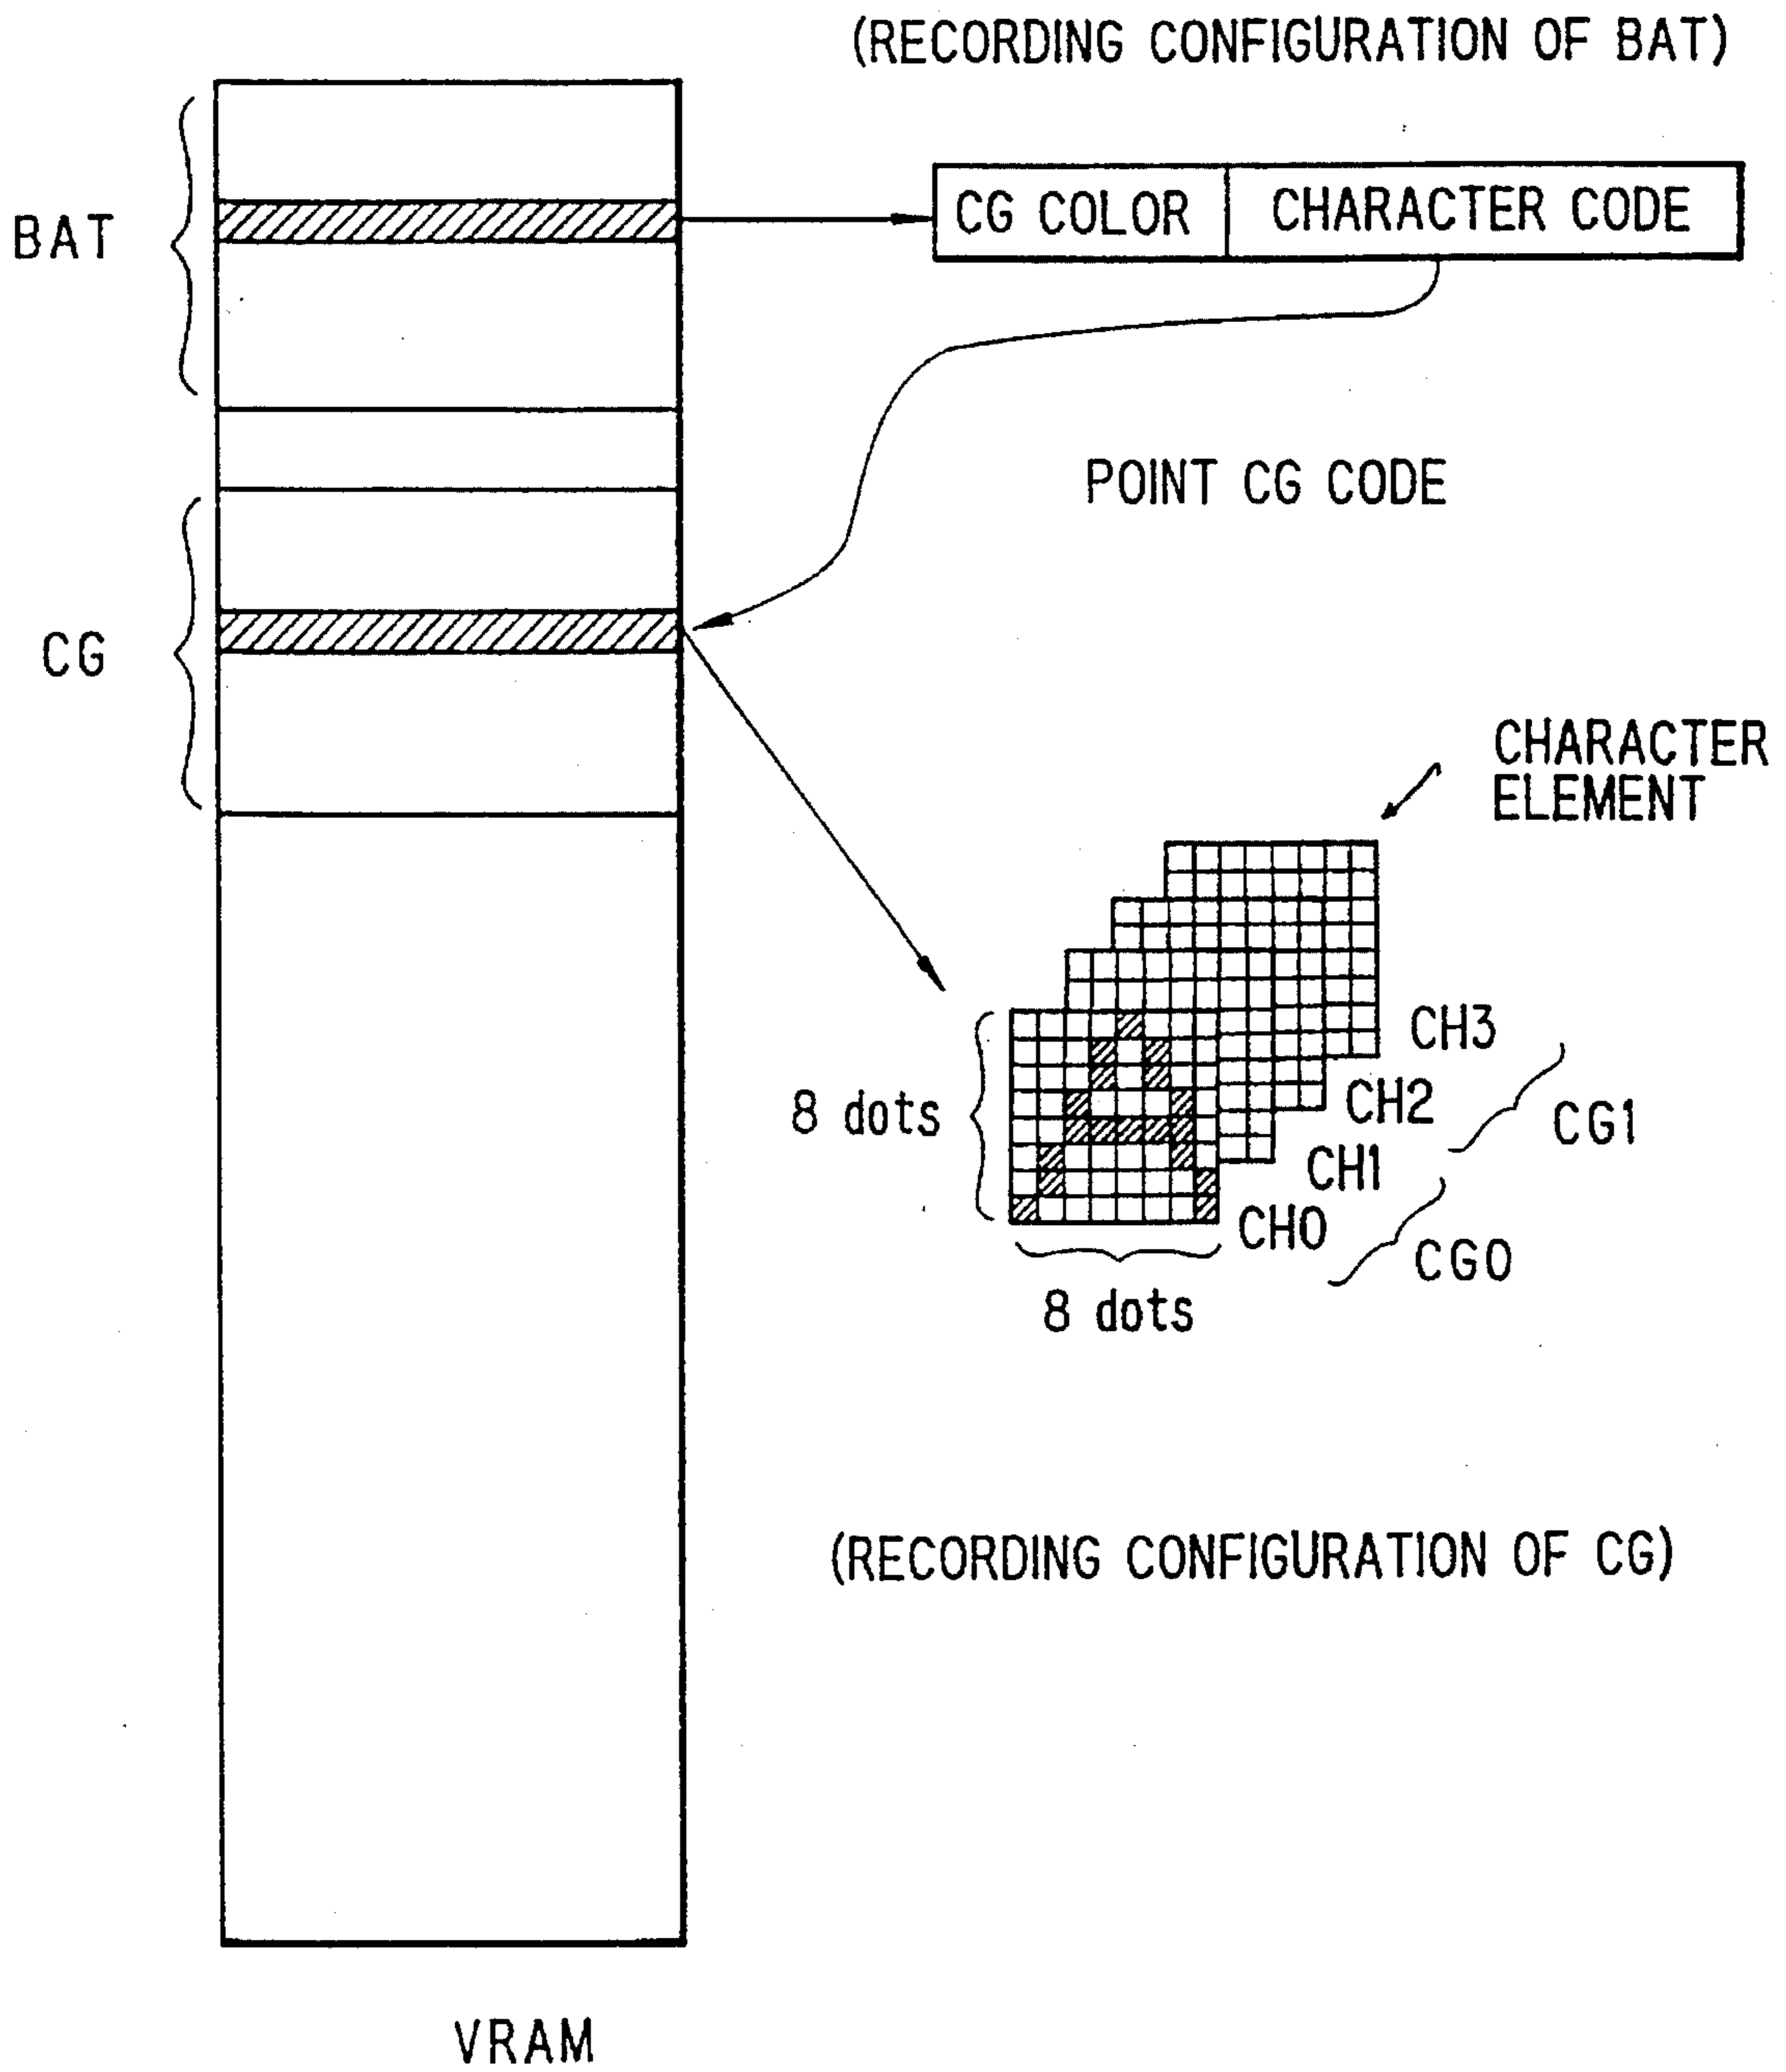 (RECORDING CONFIGURATION OF BAT)
BAT
CG COLOR
CHARACTER CODE
POINT CG CODE
CG
CHARACTER
ELEMENT
CH3
8 dots
CH2
CG1
CH1
CH0
CG0
8 dots
(RECORDING CONFIGURATION OF CG)
VRAM